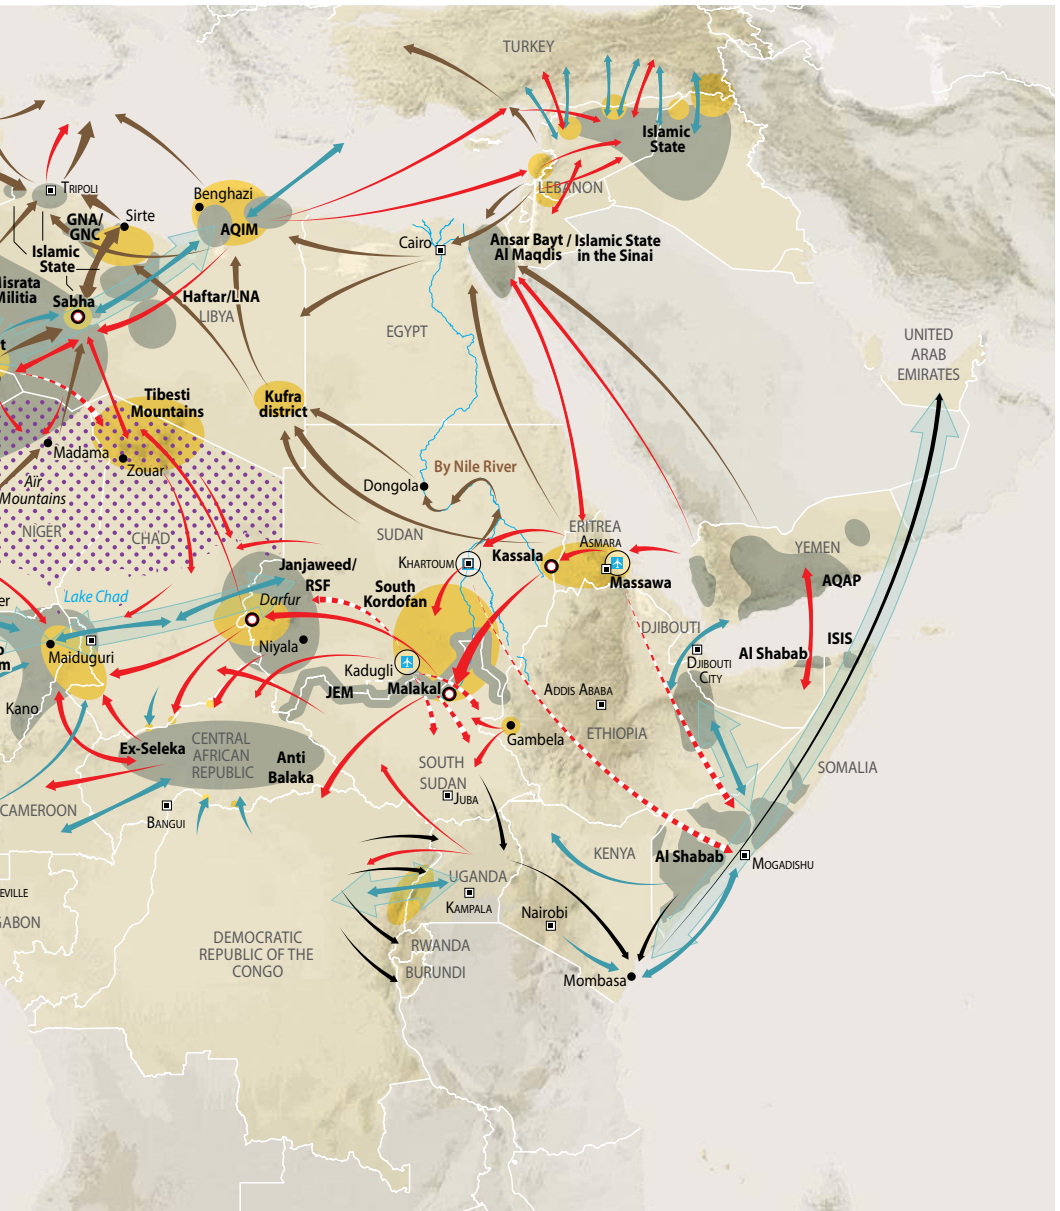 TURKEY
Islamic
State
LEBANON
TRIPOLI
Benghazi
AQIM
GNA/
GNC
Sirte
Islamic
State
Misrata
Militia
Sabha
Haftar/LNA
LIBYA
Cairo
Ansar Bayt /
Al Maqdis
Islamic State
in the Sinai
EGYPT
UNITED
ARAB
EMIRATES
t
Tibesti
Mountains
Kufra
district
Madama
Zouar
Aïr
Mountains
NIGER
CHAD
By Nile River
Dongola
SUDAN
ERITREA
ASMARA
KHARTOUM
Kassala
Massawa
YEMEN
AQAP
Janjaweed/
RSF
South
Kordofan
Lake Chad
Darfur
er
DJIBOUTI
ISIS
Al Shabab
DJIBOUTI
CITY
o
m
Maiduguri
Niyala
Kadugli
JEM
Malakal
ADDIS ABABA
Kano
ETHIOPIA
Gambela
Ex-Seleka
CENTRAL
AFRICAN
REPUBLIC
Anti
Balaka
SOUTH
SUDAN
JUBA
SOMALIA
CAMEROON
BANGUI
KENYA
Al Shabab
MOGADISHU
UGANDA
KAMPALA
EVILLE
GABON
Nairobi
DEMOCRATIC
REPUBLIC OF THE
CONGO
RWANDA
BURUNDI
Mombasa